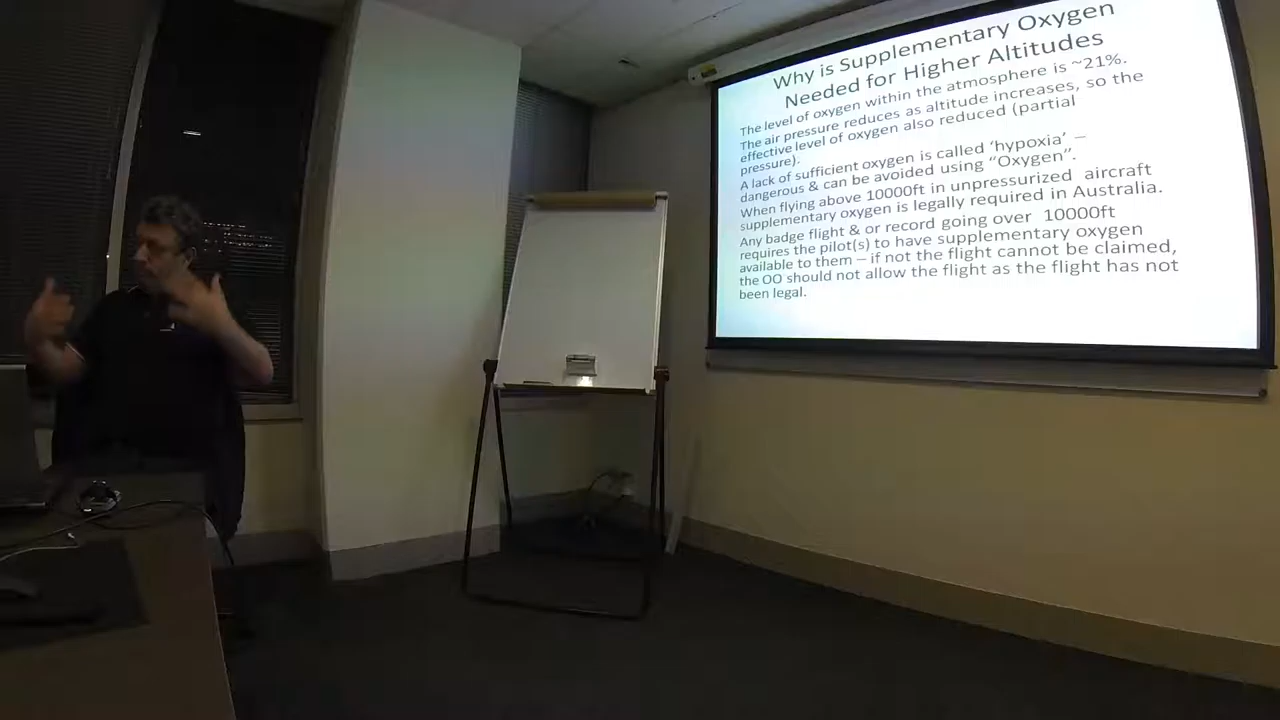 Why is Supplementary Oxygen
Needed for Higher Altitudes
The level of oxygen within the atmosphere is ~21%.
The air pressure reduces as altitude increases, so the
effective level of oxygen also reduced (partial
pressure).
A lack of sufficient oxygen is called ‘hypoxia’ –
dangerous & can be avoided using “Oxygen”.
When flying above 10000ft in unpressurized aircraft
supplementary oxygen is legally required in Australia.
Any badge flight & or record going over 10000ft
requires the pilot(s) to have supplementary oxygen
available to them – if not the flight cannot be claimed,
the OO should not allow the flight as the flight has not
been legal.